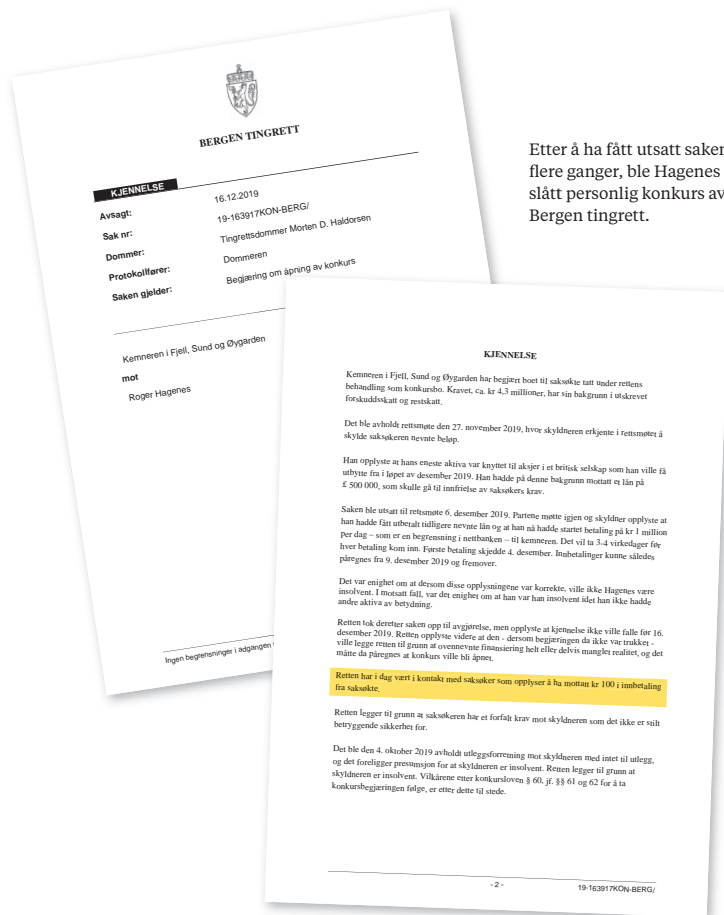 BERGEN TINGRETT
KJENNELSE
Avsagt: 16.12.2019
Sak nr: 19-163917KON-BERG/
Dommer: Tingrettsdommer Morten D. Haldorsen
Protokollfører: Dommeren
Saken gjelder: Begjæring om åpning av konkurs
Kemneren i Fjell, Sund og Øygarden
mot
Roger Hagenes
Ingen begrensninger i adgangen
Etter å ha fått utsatt saken
flere ganger, ble Hagenes
slått personlig konkurs av
Bergen tingrett.
KJENNELSE
Kemneren i Fjell, Sund og Øygarden har begjært boet til saksøkte tatt under rettens
behandling som konkursbo. Kravet, ca. kr 4,3 millioner, har sin bakgrunn i utskrevet
forskuddsskatt og restskatt.
Det ble avholdt rettsmøte den 27. november 2019, hvor skyldneren erkjente i rettsmøtet å
skylde saksøkeren nevnte beløp.
Han opplyste at hans eneste aktiva var knyttet til aksjer i et britisk selskap som han ville få
utbytte fra i løpet av desember 2019. Han hadde på denne bakgrunn mottatt et lån på
£ 500 000, som skulle gå til innfrielse av saksøkers krav.
Saken ble utsatt til rettsmøte 6. desember 2019. Partene møtte igjen og skyldner opplyste at
han hadde fått utbetalt tidligere nevnte lån og at han nå hadde startet betaling på kr 1 million
per dag – som er en begrensning i nettbanken – til kemneren. Det vil ta 3-4 virkedager før
hver betaling kom inn. Første betaling skjedde 4. desember. Innbetalinger kunne således
påregnes fra 9. desember 2019 og fremover.
Det var enighet om at dersom disse opplysningene var korrekte, ville ikke Hagenes være
insolvent. I motsatt fall, var det enighet om at han var han insolvent idet han ikke hadde
andre aktiva av betydning.
Retten tok deretter saken opp til avgjørelse, men opplyste at kjennelse ikke ville falle før 16.
desember 2019. Retten opplyste videre at den - dersom begjæringen da ikke var trukket -
ville legge retten til grunn at ovennevnte finansiering helt eller delvis manglet realitet, og det
måtte da påregnes at konkurs ville bli åpnet.
Retten har i dag vært i kontakt med saksøker som opplyser å ha mottatt kr 100 i innbetaling
fra saksøkte.
Retten legger til grunn at saksøkeren har et forfalt krav mot skyldneren som det ikke er stilt
betryggende sikkerhet for.
Det ble den 4. oktober 2019 avholdt utleggsforretning mot skyldneren med intet til utlegg,
og det foreligger presumsjon for at skyldneren er insolvent. Retten legger til grunn at
skyldneren er insolvent. Vilkårene etter konkursloven § 60, jf. §§ 61 og 62 for å ta
konkursbegjæringen følge, er etter dette til stede.
- 2 - 19-163917KON-BERG/